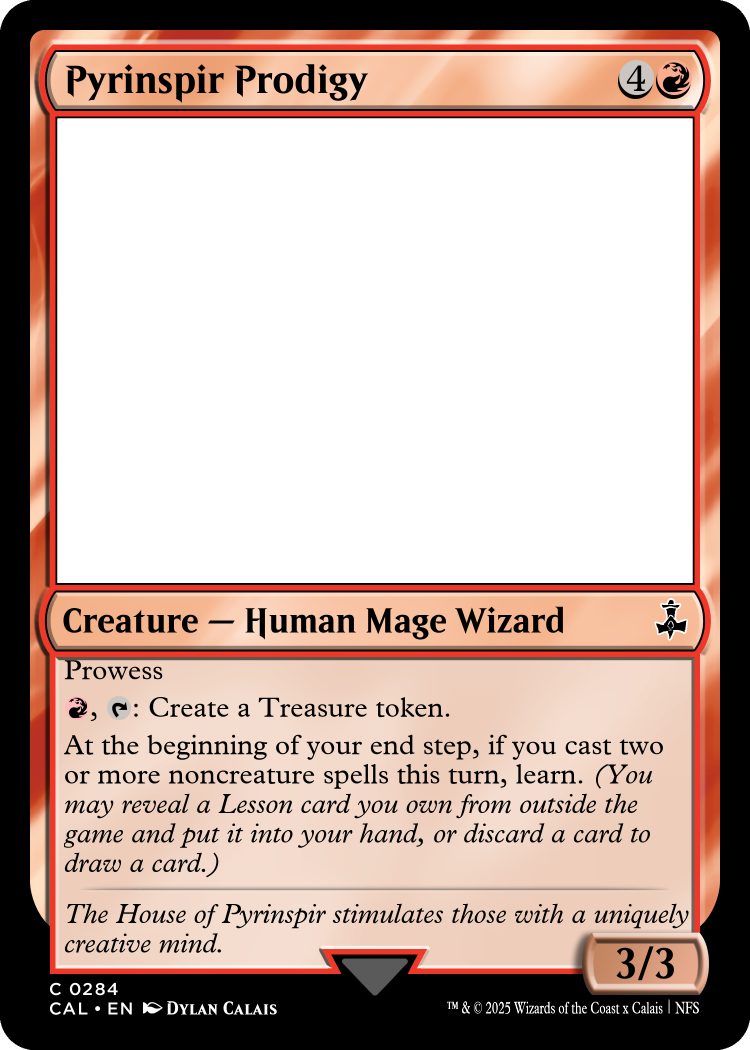 Pyrinspir Prodigy 4
Creature — Human Mage Wizard
Prowess
, : Create a Treasure token.
At the beginning of your end step, if you cast two
or more noncreature spells this turn, learn. (You
may reveal a Lesson card you own from outside the
game and put it into your hand, or discard a card to
draw a card.)
The House of Pyrinspir stimulates those with a uniquely
creative mind.
3/3
C 0284
CAL • EN Dylan Calais
™ & © 2025 Wizards of the Coast x Calais | NFS